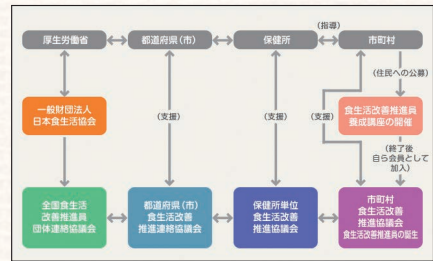 (指導)
厚生労働省
都道府県(市)
保健所
市町村
(住民への公募)
一般財団法人
日本食生活協会
(支援)
(支援)
(支援)
食生活改善推進員
養成講座の開催
(終了後
自ら会員として
加入)
全国食生活
改善推進員
団体連絡協議会
都道府県(市)
食生活改善
推進連絡協議会
保健所単位
食生活改善
推進協議会
市町村
食生活改善
推進協議会
食生活改善推進員の誕生